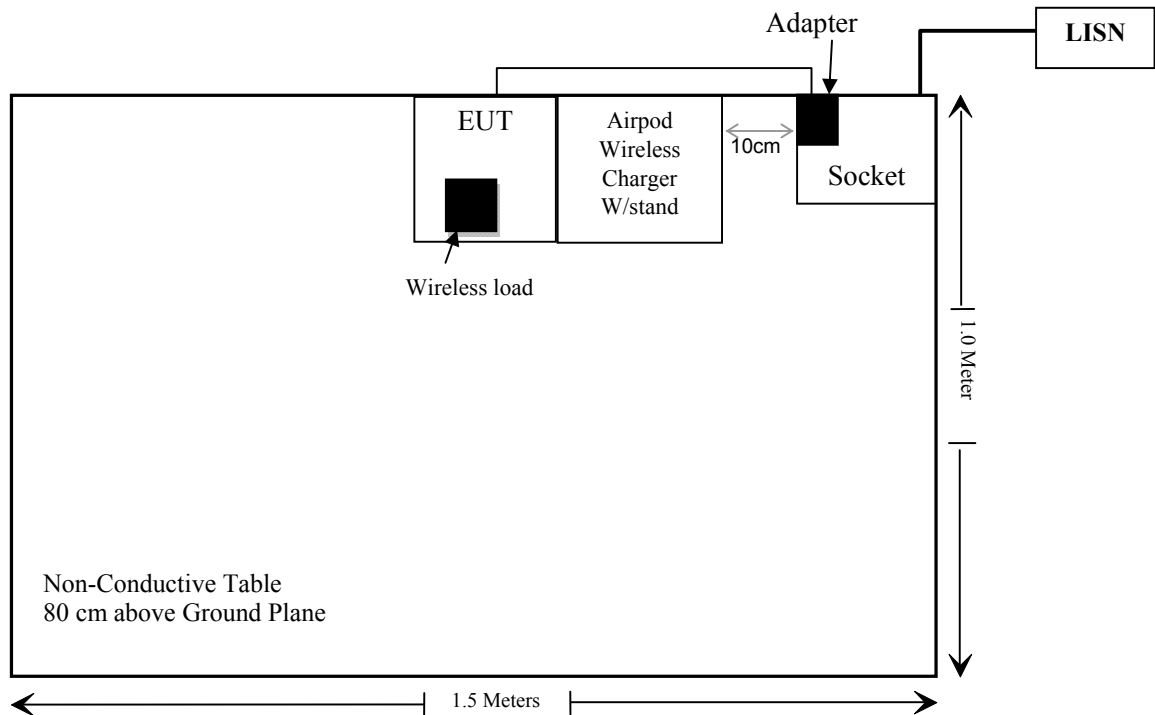 Adapter
LISN
EUT
Airpod
Wireless
Charger
W/stand
10cm
Socket
Wireless load
1.0 Meter
Non-Conductive Table
80 cm above Ground Plane
1.5 Meters